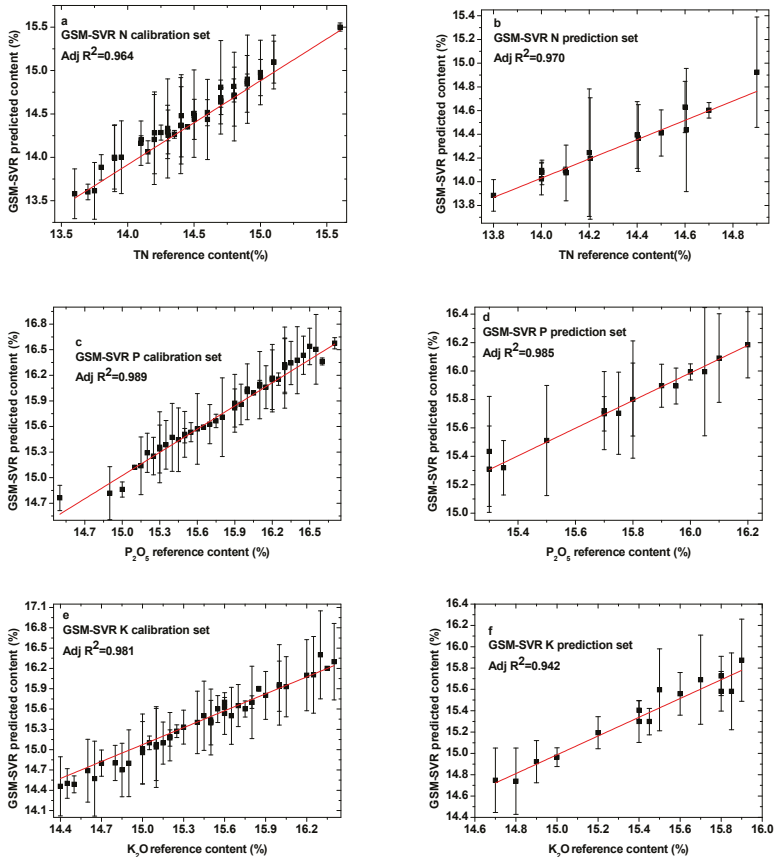 a
GSM-SVR N calibration set
Adj R²=0.964
GSM-SVR predicted content (%)
15.5
15.0
14.5
14.0
13.5
13.5 14.0 14.5 15.0 15.5
TN reference content(%)
b
GSM-SVR N prediction set
Adj R²=0.970
GSM-SVR predicted content (%)
15.4
15.2
15.0
14.8
14.6
14.4
14.2
14.0
13.8
13.8 14.0 14.2 14.4 14.6 14.8
TN reference content(%)
c
GSM-SVR P calibration set
Adj R²=0.989
GSM-SVR predicted content (%)
16.8
16.5
16.2
15.9
15.6
15.3
15.0
14.7
14.7 15.0 15.3 15.6 15.9 16.2 16.5
P₂O₅ reference content (%)
d
GSM-SVR P prediction set
Adj R²=0.985
GSM-SVR predicted content (%)
16.4
16.2
16.0
15.8
15.6
15.4
15.2
15.0
15.4 15.6 15.8 16.0 16.2
P₂O₅ reference content (%)
e
GSM-SVR K calibration set
Adj R²=0.981
GSM-SVR predicted content (%)
17.1
16.8
16.5
16.2
15.9
15.6
15.3
15.0
14.7
14.4
14.1
14.4 14.7 15.0 15.3 15.6 15.9 16.2
K₂O reference content (%)
f
GSM-SVR K prediction set
Adj R²=0.942
GSM-SVR predicted content (%)
16.4
16.2
16.0
15.8
15.6
15.4
15.2
15.0
14.8
14.6
14.4
14.6 14.8 15.0 15.2 15.4 15.6 15.8 16.0
K₂O reference content (%)